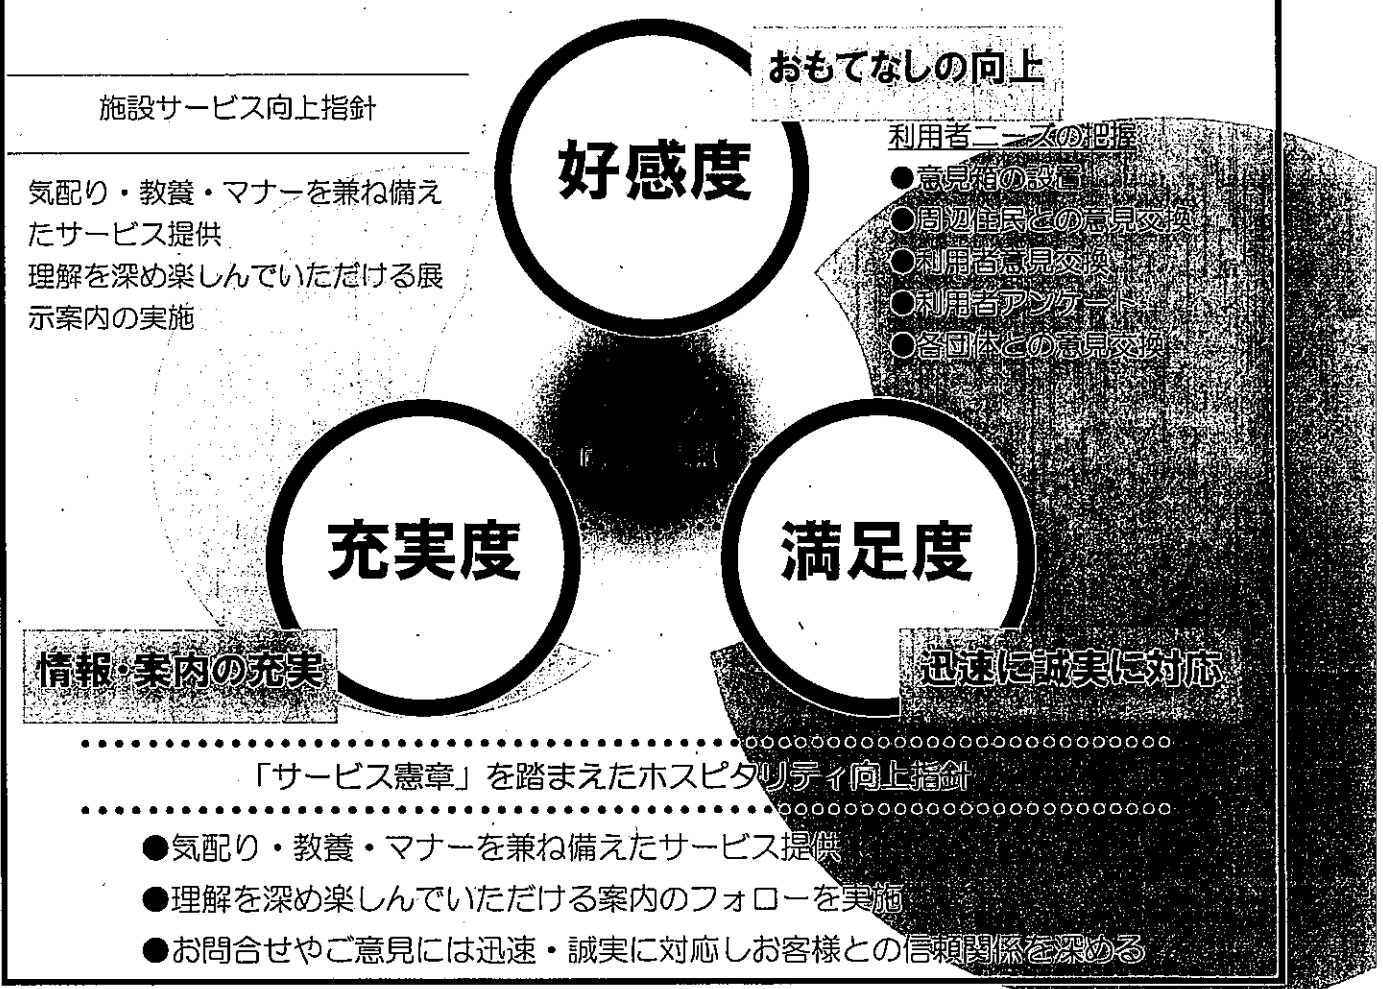 おもてなしの向上
施設サービス向上指針
好感度
利用者ニーズの把握
気配り・教養・マナーを兼ね備え
たサービス提供
理解を深め楽しんでいただける展
示案内の実施
●意見箱の設置
●周辺住民との意見交換
●利用者意見交換
●利用者アンケート
●各団体との意見交換
充実度
満足度
情報・案内の充実
迅速に誠実に対応
「サービス憲章」を踏まえたホスピタリティ向上指針
●気配り・教養・マナーを兼ね備えたサービス提供
●理解を深め楽しんでいただける案内のフォローを実施
●お問合せやご意見には迅速・誠実に対応しお客様との信頼関係を深める